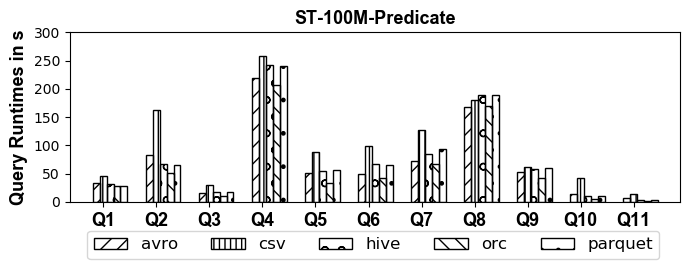 ST-100M-Predicate
Query Runtimes in s
300
250
200
150
100
50
0
Q1 Q2 Q3 Q4 Q5 Q6 Q7 Q8 Q9 Q10 Q11
avro csv hive orc parquet